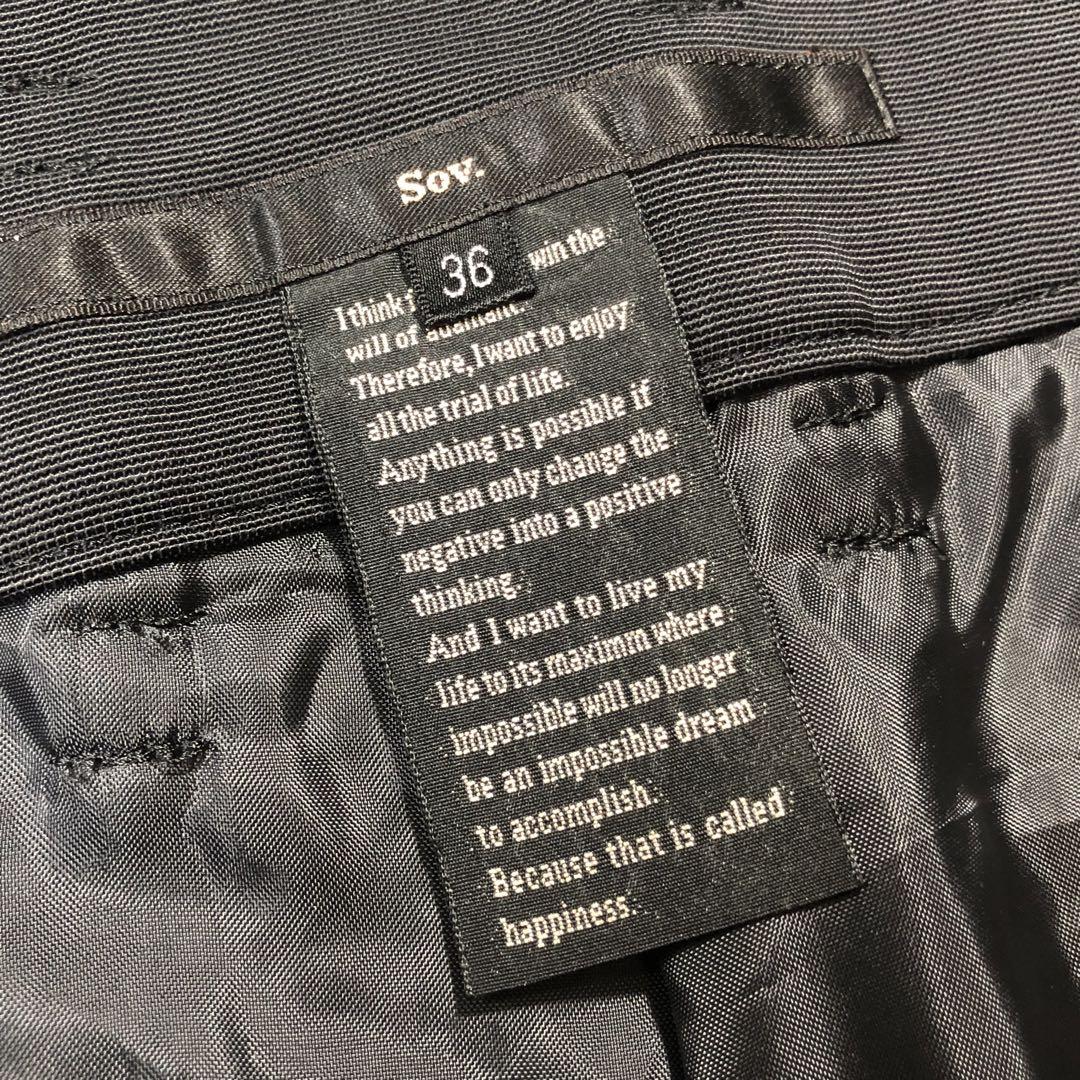 Sov.
36
I think win the
will of
Therefore, I want to enjoy
all the trial of life.
Anything is possible if
you can only change the
negative into a positive
thinking.
And I want to live my
life to its maximm where
impossible will no longer
be an impossible dream
to accomplish.
Because that is called
happiness.